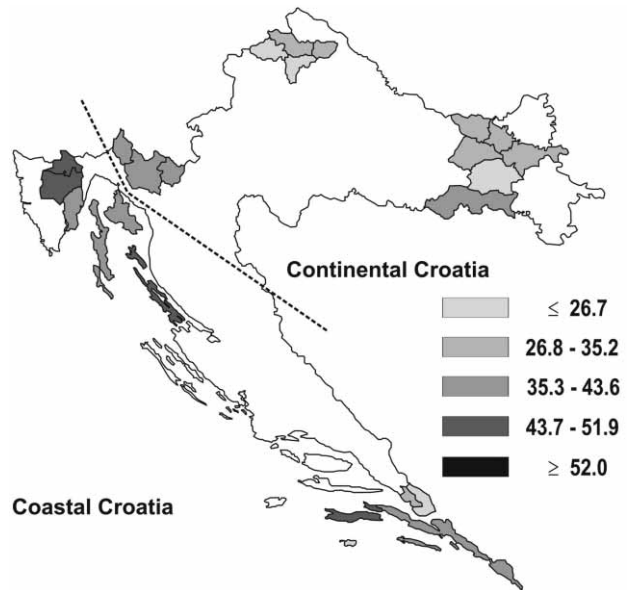 Continental Croatia
≤ 26.7
26.8 - 35.2
35.3 - 43.6
43.7 - 51.9
≥ 52.0
Coastal Croatia